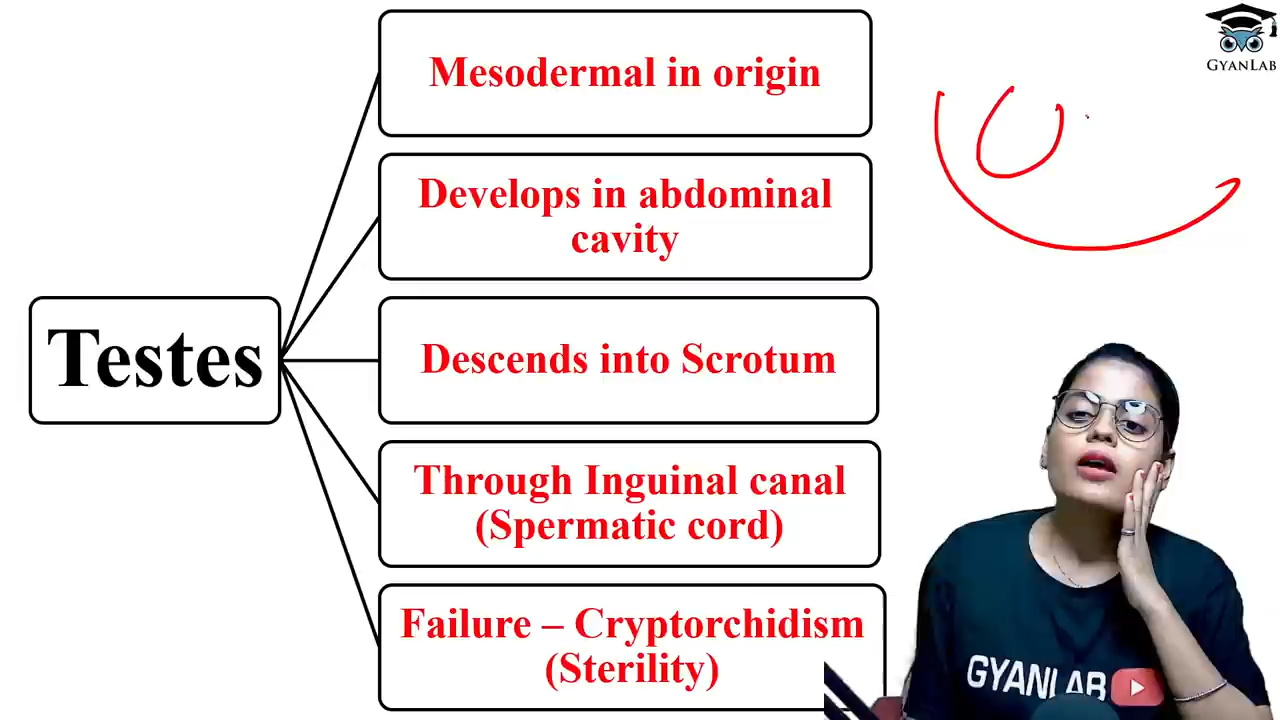 GYANLAB
Mesodermal in origin
Develops in abdominal
cavity
Testes
Descends into Scrotum
Through Inguinal canal
(Spermatic cord)
Failure – Cryptorchidism
(Sterility)
GYANLAB